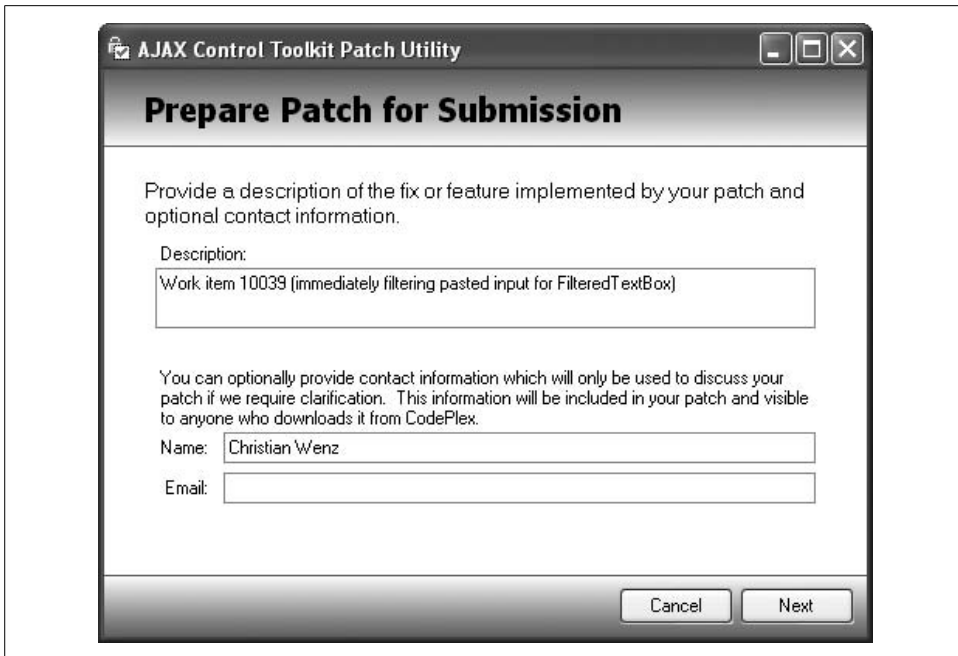 AJAX Control Toolkit Patch Utility
Prepare Patch for Submission
Provide a description of the fix or feature implemented by your patch and
optional contact information.
Description:
Work item 10039 (immediately filtering pasted input for FilteredTextBox)
You can optionally provide contact information which will only be used to discuss your
patch if we require clarification.  This information will be included in your patch and visible
to anyone who downloads it from CodePlex.
Name: Christian Wenz
Email:
Cancel Next